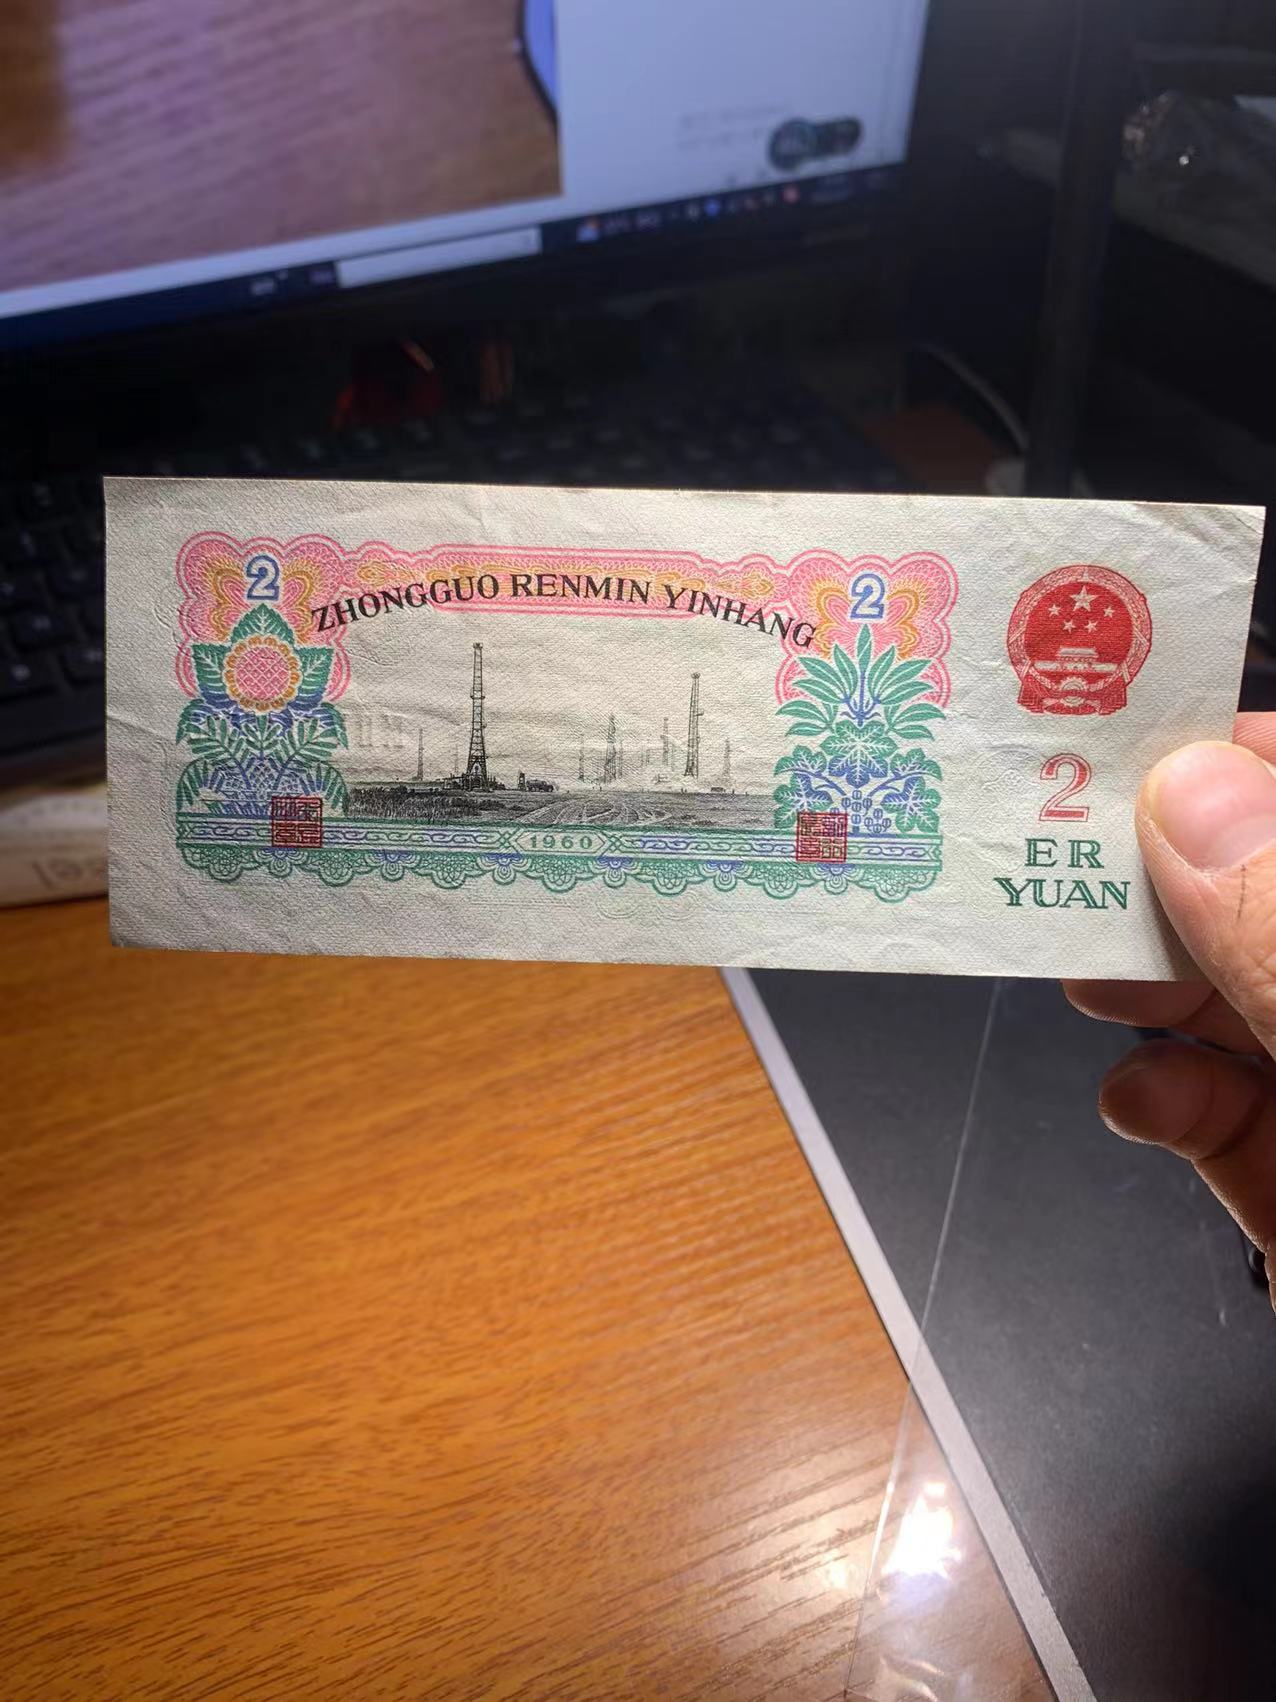 2
2
ZHONGGUO RENMIN YINHANG
1960
2
ER
YUAN